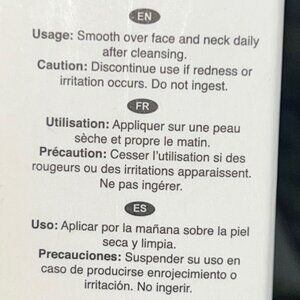 EN
Usage: Smooth over face and neck daily
after cleansing.
Caution: Discontinue use if redness or
irritation occurs. Do not ingest.
FR
Utilisation: Appliquer sur une peau
sèche et propre le matin.
Précaution: Cesser l'utilisation si des
rougeurs ou des irritations apparaissent.
Ne pas ingérer.
ES
Uso: Aplicar por la mañana sobre la piel
seca y limpia.
Precauciones: Suspender su uso en
caso de producirse enrojecimiento o
irritación. No ingerir.